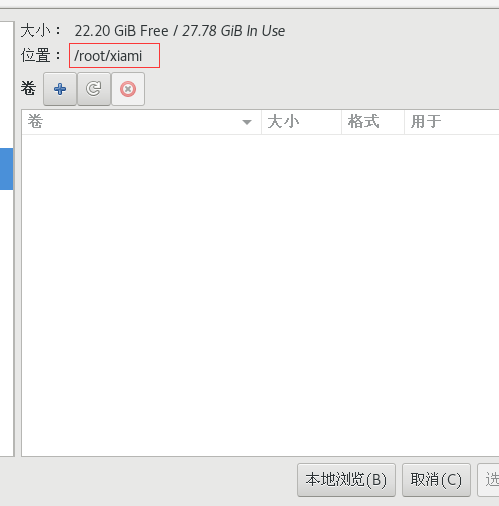 大小： 22.20 GiB Free / 27.78 GiB In Use
位置： /root/xiami
卷
卷 大小 格式 用于
本地浏览(B) 取消(C) 选